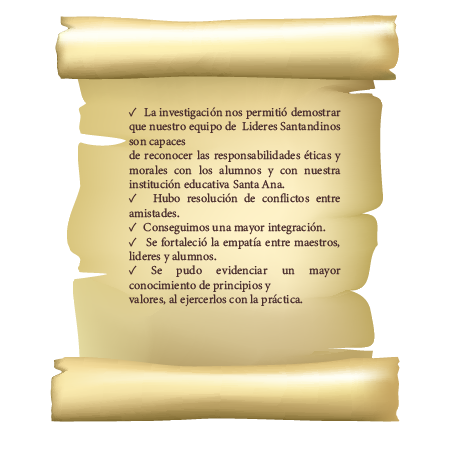 ✓ La investigación nos permitió demostrar
que nuestro equipo de Lideres Santandinos
son capaces
de reconocer las responsabilidades éticas y
morales con los alumnos y con nuestra
institución educativa Santa Ana.
✓ Hubo resolución de conflictos entre
amistades.
✓ Conseguimos una mayor integración.
✓ Se fortaleció la empatía entre maestros,
lideres y alumnos.
✓ Se pudo evidenciar un mayor
conocimiento de principios y
valores, al ejercerlos con la práctica.